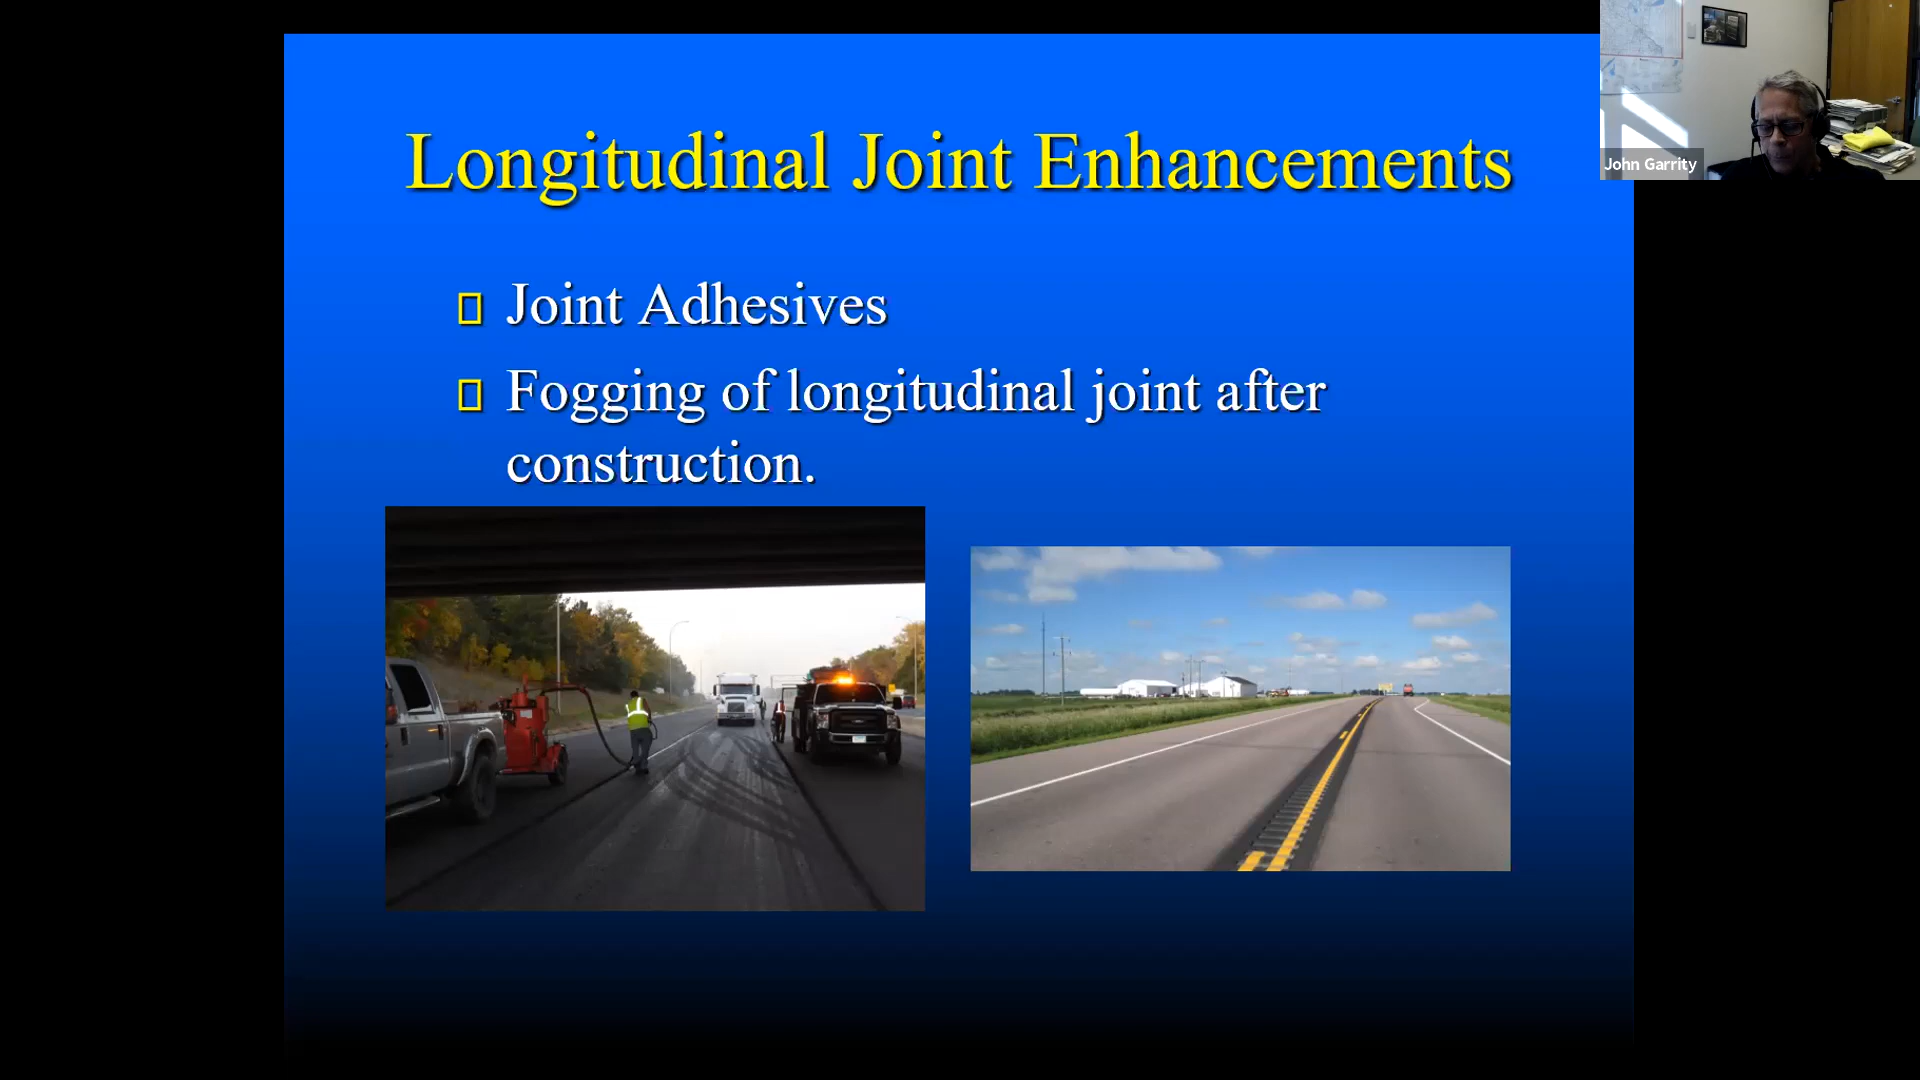 Longitudinal Joint Enhancements
John Garrity
Joint Adhesives
Fogging of longitudinal joint after
construction.